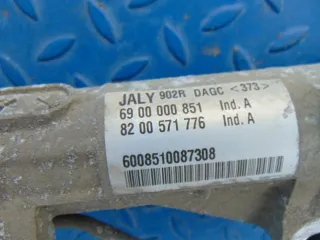 JALY 902R DAGC <373>
69 00 000 851 Ind. A
82 00 571 776 Ind. A
6008510087308